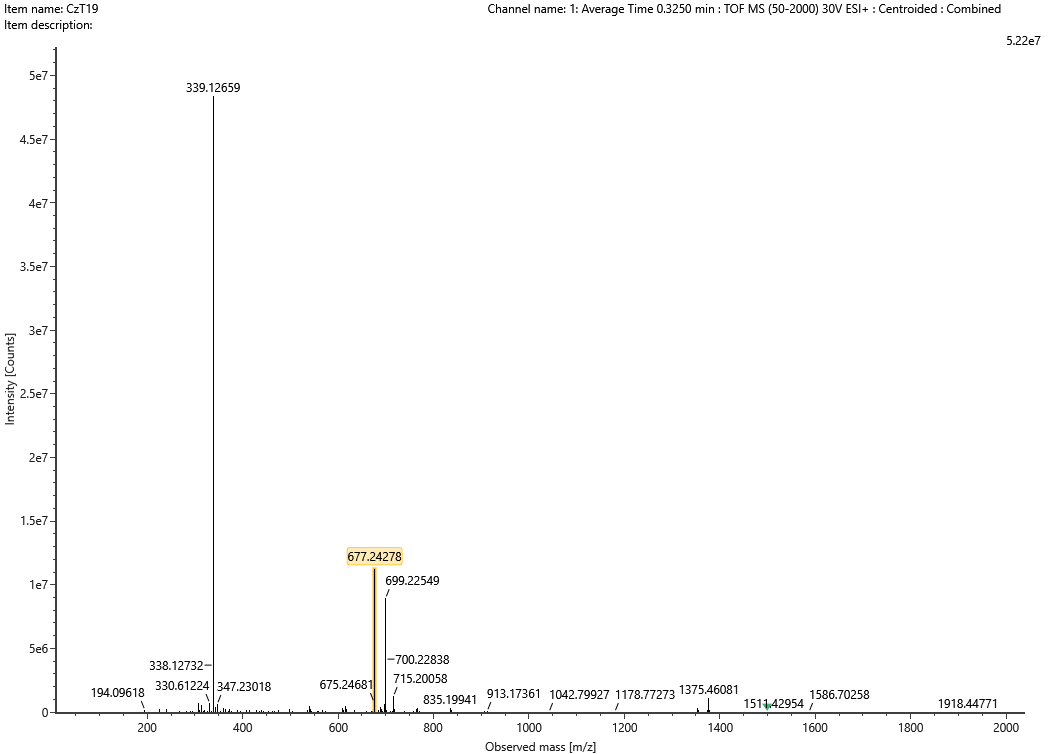 Item name: CzT19
Channel name: 1: Average Time 0.3250 min : TOF MS (50-2000) 30V ESI+ : Centroided : Combined
Item description:
5.22e7
5e7
339.12659
4.5e7
4e7
3.5e7
3e7
Intensity [Counts]
2.5e7
2e7
1.5e7
677.24278
1e7
699.22549
5e6
338.12732
700.22838
330.61224
347.23018
675.24681
715.20058
194.09618
835.19941
913.17361
1042.79927
1178.77273
1375.46081
1586.70258
1918.44771
0
200
400
600
800
1000
1200
1400
1600
1800
2000
Observed mass [m/z]